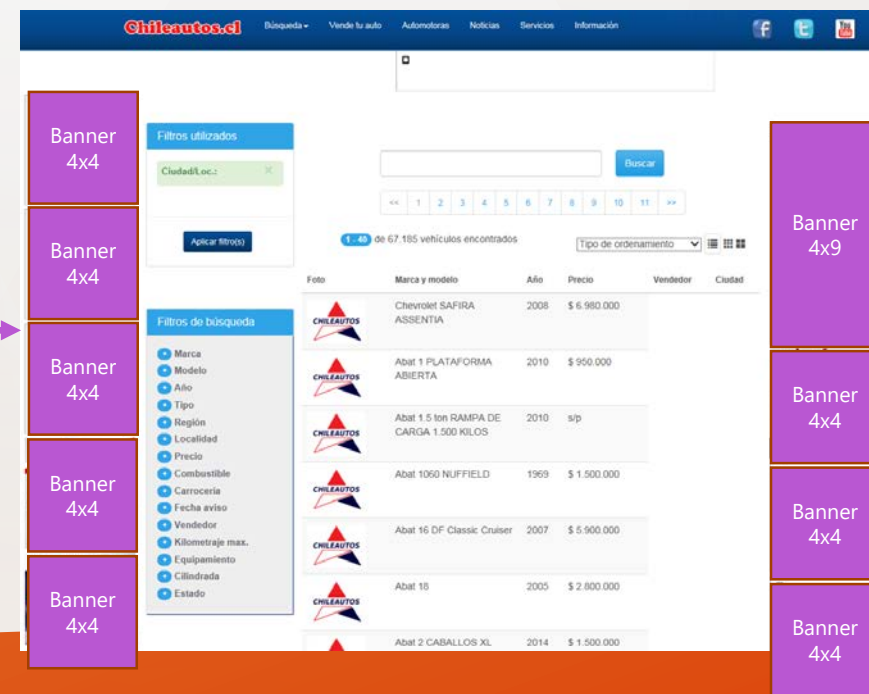 Chileautos.cl
Búsqueda
Vende tu auto
Automotoras
Noticias
Servicios
Información
f
t
You
Banner
4x4
Banner
4x4
Banner
4x4
Banner
4x4
Banner
4x4
Filtros utilizados
Ciudad/Loc.: ×
Aplicar filtro(s)
Filtros de búsqueda
Marca
Modelo
Año
Tipo
Región
Localidad
Precio
Combustible
Carrocería
Fecha aviso
Vendedor
Kilometraje max.
Equipamiento
Cilindrada
Estado
Buscar
<< 1 2 3 4 5 6 7 8 9 10 11 >>
1 - 40 de 67.185 vehículos encontrados
Tipo de ordenamiento
Foto Marca y modelo Año Precio Vendedor Ciudad
CHILEAUTOS
Chevrolet SAFIRA
ASSENTIA
2008 $ 6.980.000
CHILEAUTOS
Abat 1 PLATAFORMA
ABIERTA
2010 $ 950.000
CHILEAUTOS
Abat 1.5 ton RAMPA DE
CARGA 1.500 KILOS
2010 s/p
CHILEAUTOS
Abat 1060 NUFFIELD 1969 $ 1.500.000
CHILEAUTOS
Abat 16 DF Classic Cruiser 2007 $ 5.900.000
CHILEAUTOS
Abat 18 2005 $ 2.800.000
Abat 2 CABALLOS XL 2014 $ 1.500.000
Banner
4x9
Banner
4x4
Banner
4x4
Banner
4x4